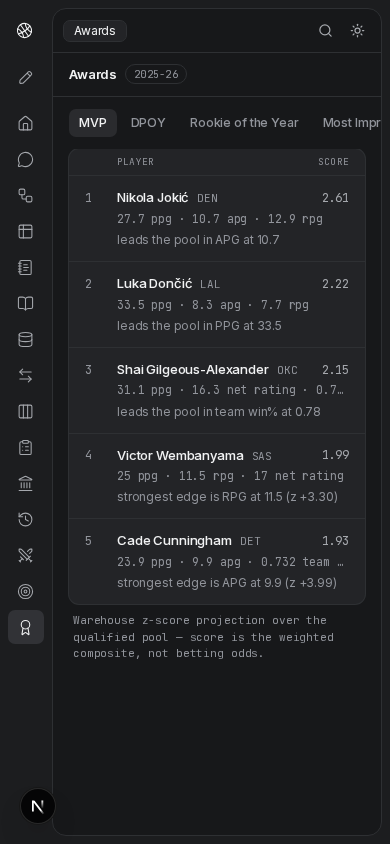 Awards
Awards 2025-26
MVP DPOY Rookie of the Year Most Impr
PLAYER SCORE
1 Nikola Jokić DEN 2.61
27.7 ppg · 10.7 apg · 12.9 rpg
leads the pool in APG at 10.7
2 Luka Dončić LAL 2.22
33.5 ppg · 8.3 apg · 7.7 rpg
leads the pool in PPG at 33.5
3 Shai Gilgeous-Alexander OKC 2.15
31.1 ppg · 16.3 net rating · 0.7…
leads the pool in team win% at 0.78
4 Victor Wembanyama SAS 1.99
25 ppg · 11.5 rpg · 17 net rating
strongest edge is RPG at 11.5 (z +3.30)
5 Cade Cunningham DET 1.93
23.9 ppg · 9.9 apg · 0.732 team …
strongest edge is APG at 9.9 (z +3.99)
Warehouse z-score projection over the
qualified pool — score is the weighted
composite, not betting odds.
N